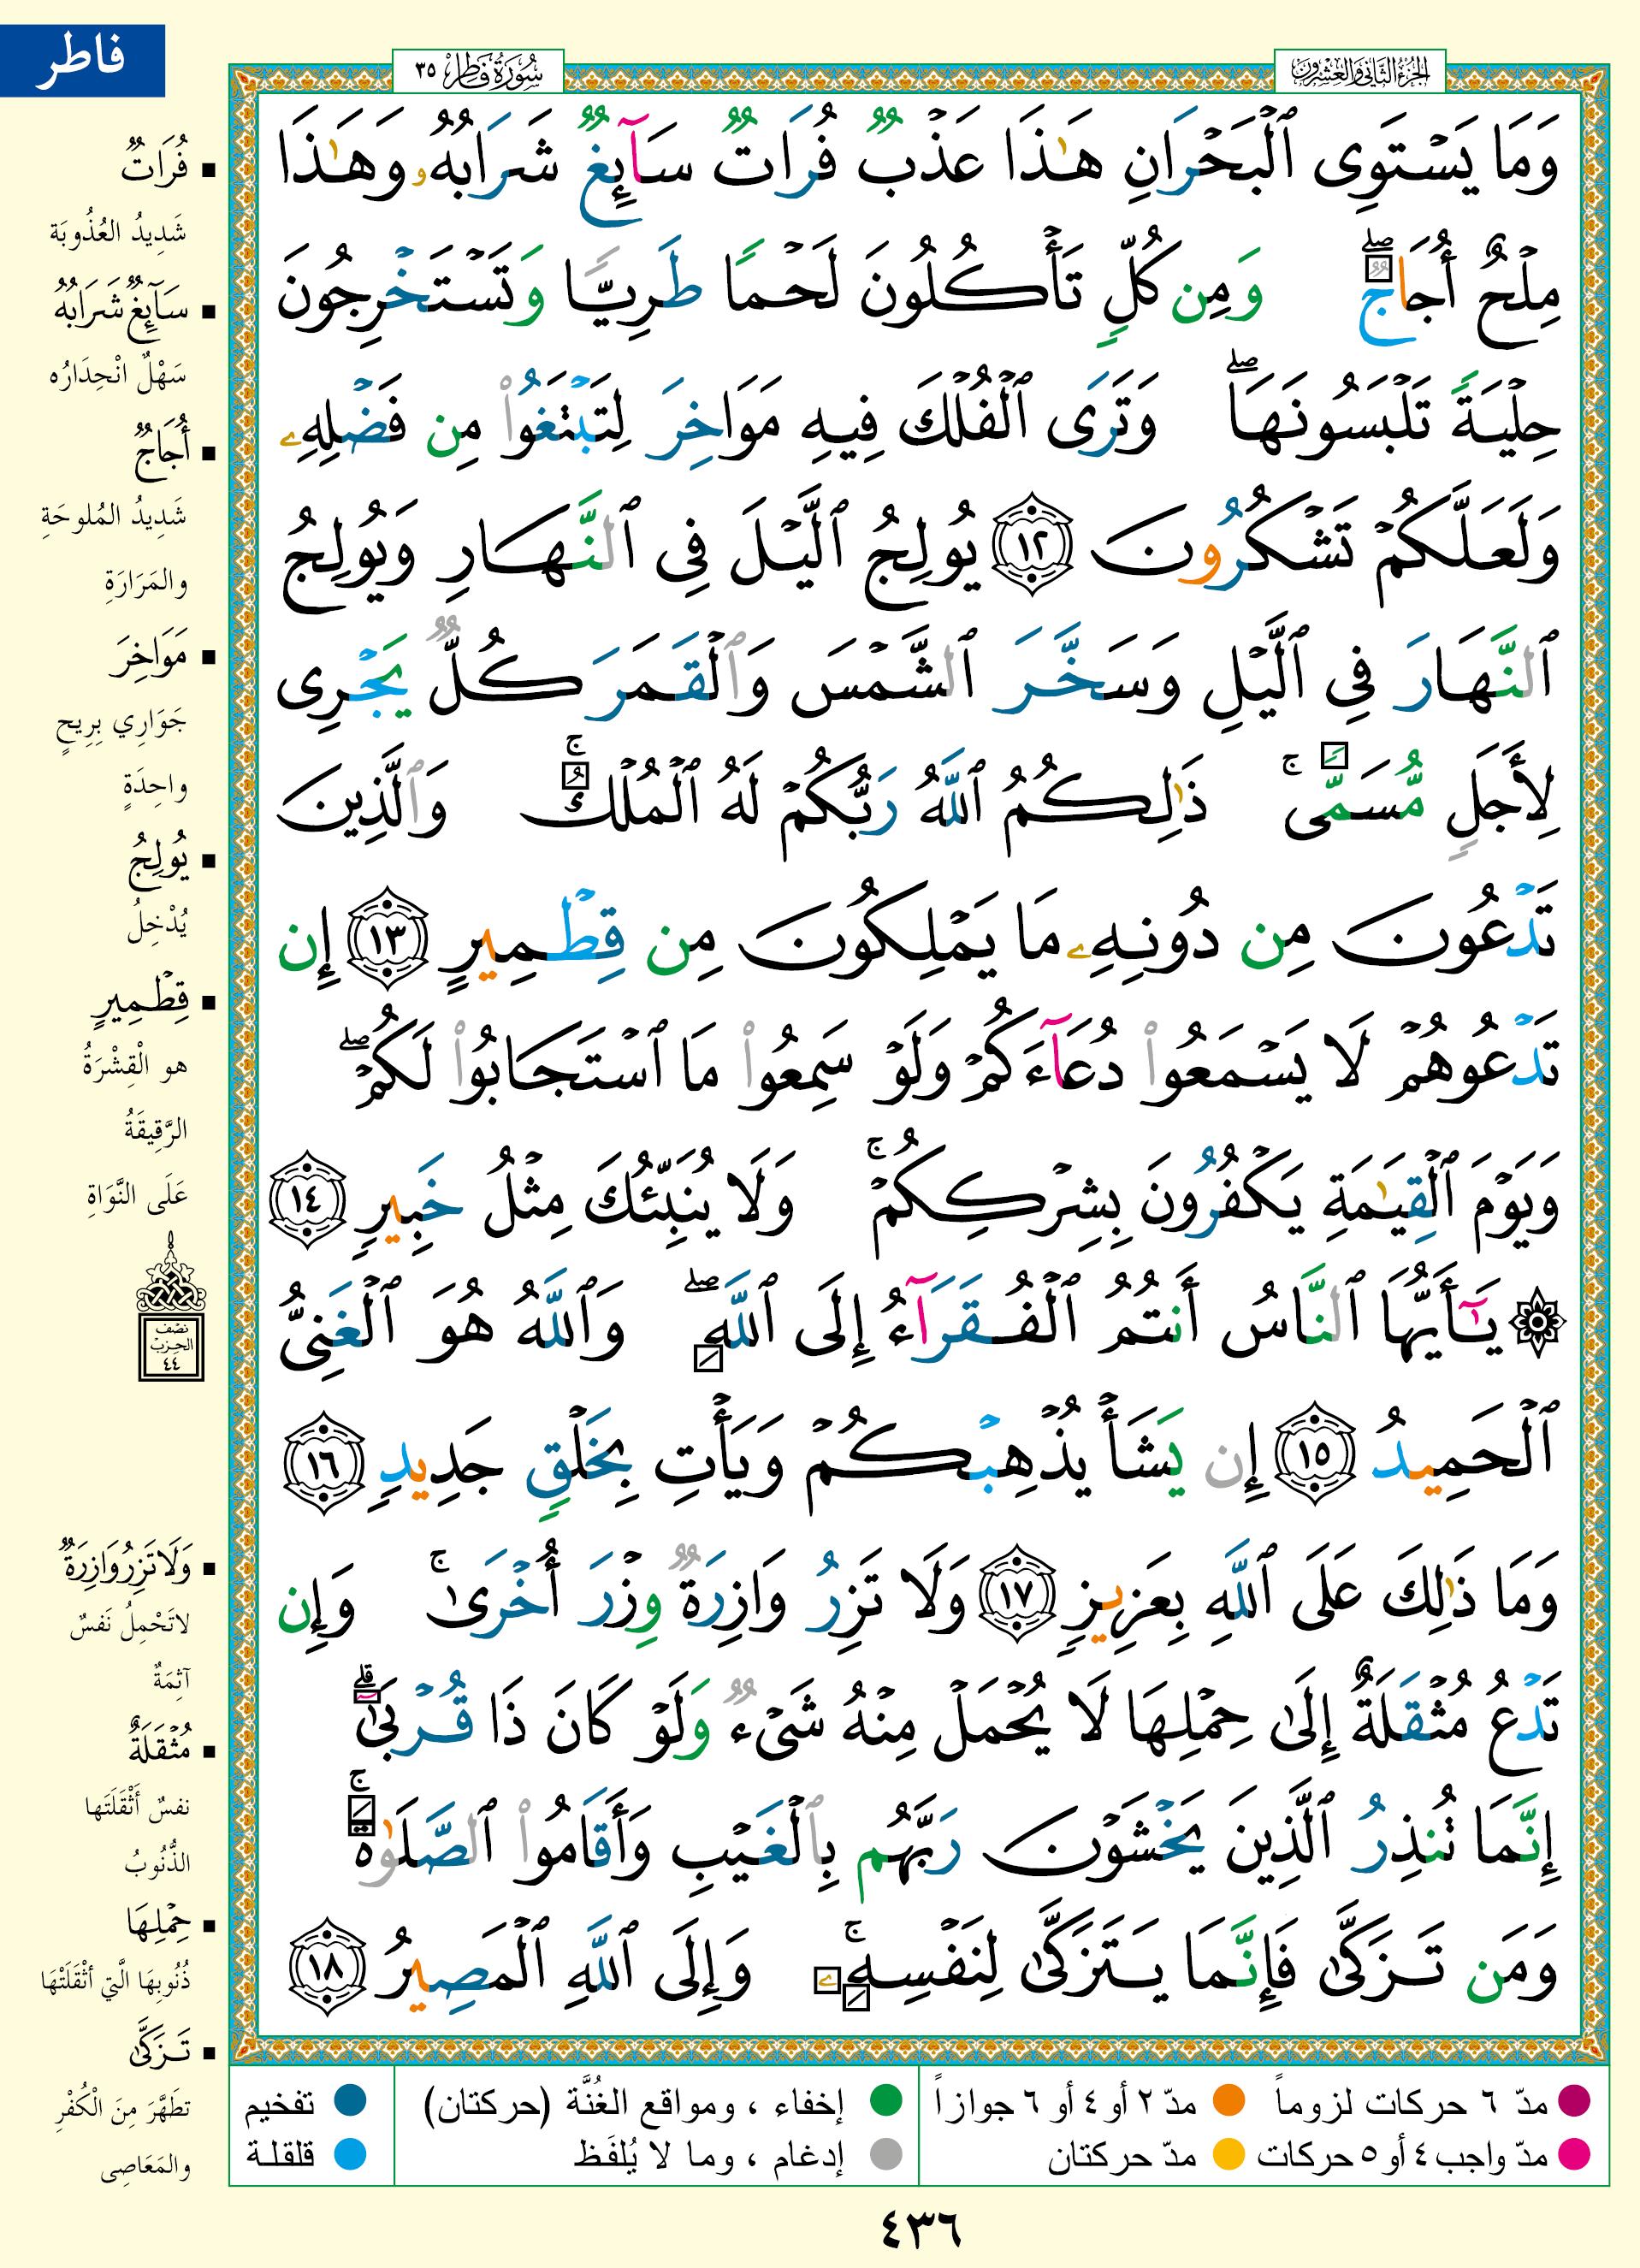 فاطر
سُورَةُ فَاطِر ٣٥
الجزء الثاني والعشرون
وَمَا يَسْتَوِى ٱلْبَحْرَانِ هَـٰذَا عَذْبٌ فُرَاتٌ سَآئِغٌ شَرَابُهُۥ وَهَـٰذَا
مِلْحٌ أُجَاجٌ ۖ وَمِن كُلٍّ تَأْكُلُونَ لَحْمًا طَرِيًّا وَتَسْتَخْرِجُونَ
حِلْيَةً تَلْبَسُونَهَا ۖ وَتَرَى ٱلْفُلْكَ فِيهِ مَوَاخِرَ لِتَبْتَغُوا۟ مِن فَضْلِهِۦ
وَلَعَلَّكُمْ تَشْكُرُونَ ١٢ يُولِجُ ٱلَّيْلَ فِى ٱلنَّهَارِ وَيُولِجُ
ٱلنَّهَارَ فِى ٱلَّيْلِ وَسَخَّرَ ٱلشَّمْسَ وَٱلْقَمَرَ كُلٌّ يَجْرِى
لِأَجَلٍ مُّسَمًّى ۚ ذَٰلِكُمُ ٱللَّهُ رَبُّكُمْ لَهُ ٱلْمُلْكُ ۚ وَٱلَّذِينَ
تَدْعُونَ مِن دُونِهِۦ مَا يَمْلِكُونَ مِن قِطْمِيرٍ ١٣ إِن
تَدْعُوهُمْ لَا يَسْمَعُوا۟ دُعَآءَكُمْ وَلَوْ سَمِعُوا۟ مَا ٱسْتَجَابُوا۟ لَكُمْ ۖ
وَيَوْمَ ٱلْقِيَـٰمَةِ يَكْفُرُونَ بِشِرْكِكُمْ ۚ وَلَا يُنَبِّئُكَ مِثْلُ خَبِيرٍ ١٤
۞ يَـٰٓأَيُّهَا ٱلنَّاسُ أَنتُمُ ٱلْفُقَرَآءُ إِلَى ٱللَّهِ ۖ وَٱللَّهُ هُوَ ٱلْغَنِىُّ
ٱلْحَمِيدُ ١٥ إِن يَشَأْ يُذْهِبْكُمْ وَيَأْتِ بِخَلْقٍ جَدِيدٍ ١٦
وَمَا ذَٰلِكَ عَلَى ٱللَّهِ بِعَزِيزٍ ١٧ وَلَا تَزِرُ وَازِرَةٌ وِزْرَ أُخْرَىٰ ۚ وَإِن
تَدْعُ مُثْقَلَةٌ إِلَىٰ حِمْلِهَا لَا يُحْمَلْ مِنْهُ شَىْءٌ وَلَوْ كَانَ ذَا قُرْبَىٰٓ ۗ
إِنَّمَا تُنذِرُ ٱلَّذِينَ يَخْشَوْنَ رَبَّهُم بِٱلْغَيْبِ وَأَقَامُوا۟ ٱلصَّلَوٰةَ ۚ
وَمَن تَزَكَّىٰ فَإِنَّمَا يَتَزَكَّىٰ لِنَفْسِهِۦ ۚ وَإِلَى ٱللَّهِ ٱلْمَصِيرُ ١٨
فُرَاتٌ
شَدِيدُ العُذُوبَة
سَآئِغٌ شَرَابُهُ
سَهْلٌ انْحِدَارُه
أُجَاجٌ
شَدِيدُ المُلوحَةِ
والمَرَارَةِ
مَوَاخِرَ
جَوَارِي بِرِيحٍ
واحِدَةٍ
يُولِجُ
يُدْخِلُ
قِطْمِيرٍ
هو الْقِشْرَةُ
الرَّقِيقَةُ
عَلَى النَّوَاةِ
نصف
الحزب
٤٤
وَلَا تَزِرُ وَازِرَةٌ
لاتَحْمِلُ نَفسٌ
آثِمَةٌ
مُثْقَلَةٌ
نفسٌ أَثْقَلَتها
الذُّنُوبُ
حِمْلِهَا
ذُنُوبِهَا الَّتِي أثْقَلَتْهَا
تَزَكَّىٰ
تطَهَّرَ مِنَ الْكُفْرِ
والمَعَاصِى
مدّ ٦ حركات لزوماً
مدّ ٢ أو ٤ أو ٦ جوازاً
إخفاء ، ومواقع الغُنَّة (حركتان)
تفخيم
مدّ واجب ٤ أو ٥ حركات
مدّ حركتان
إدغام ، وما لا يُلفَظ
قلقلة
٤٣٦